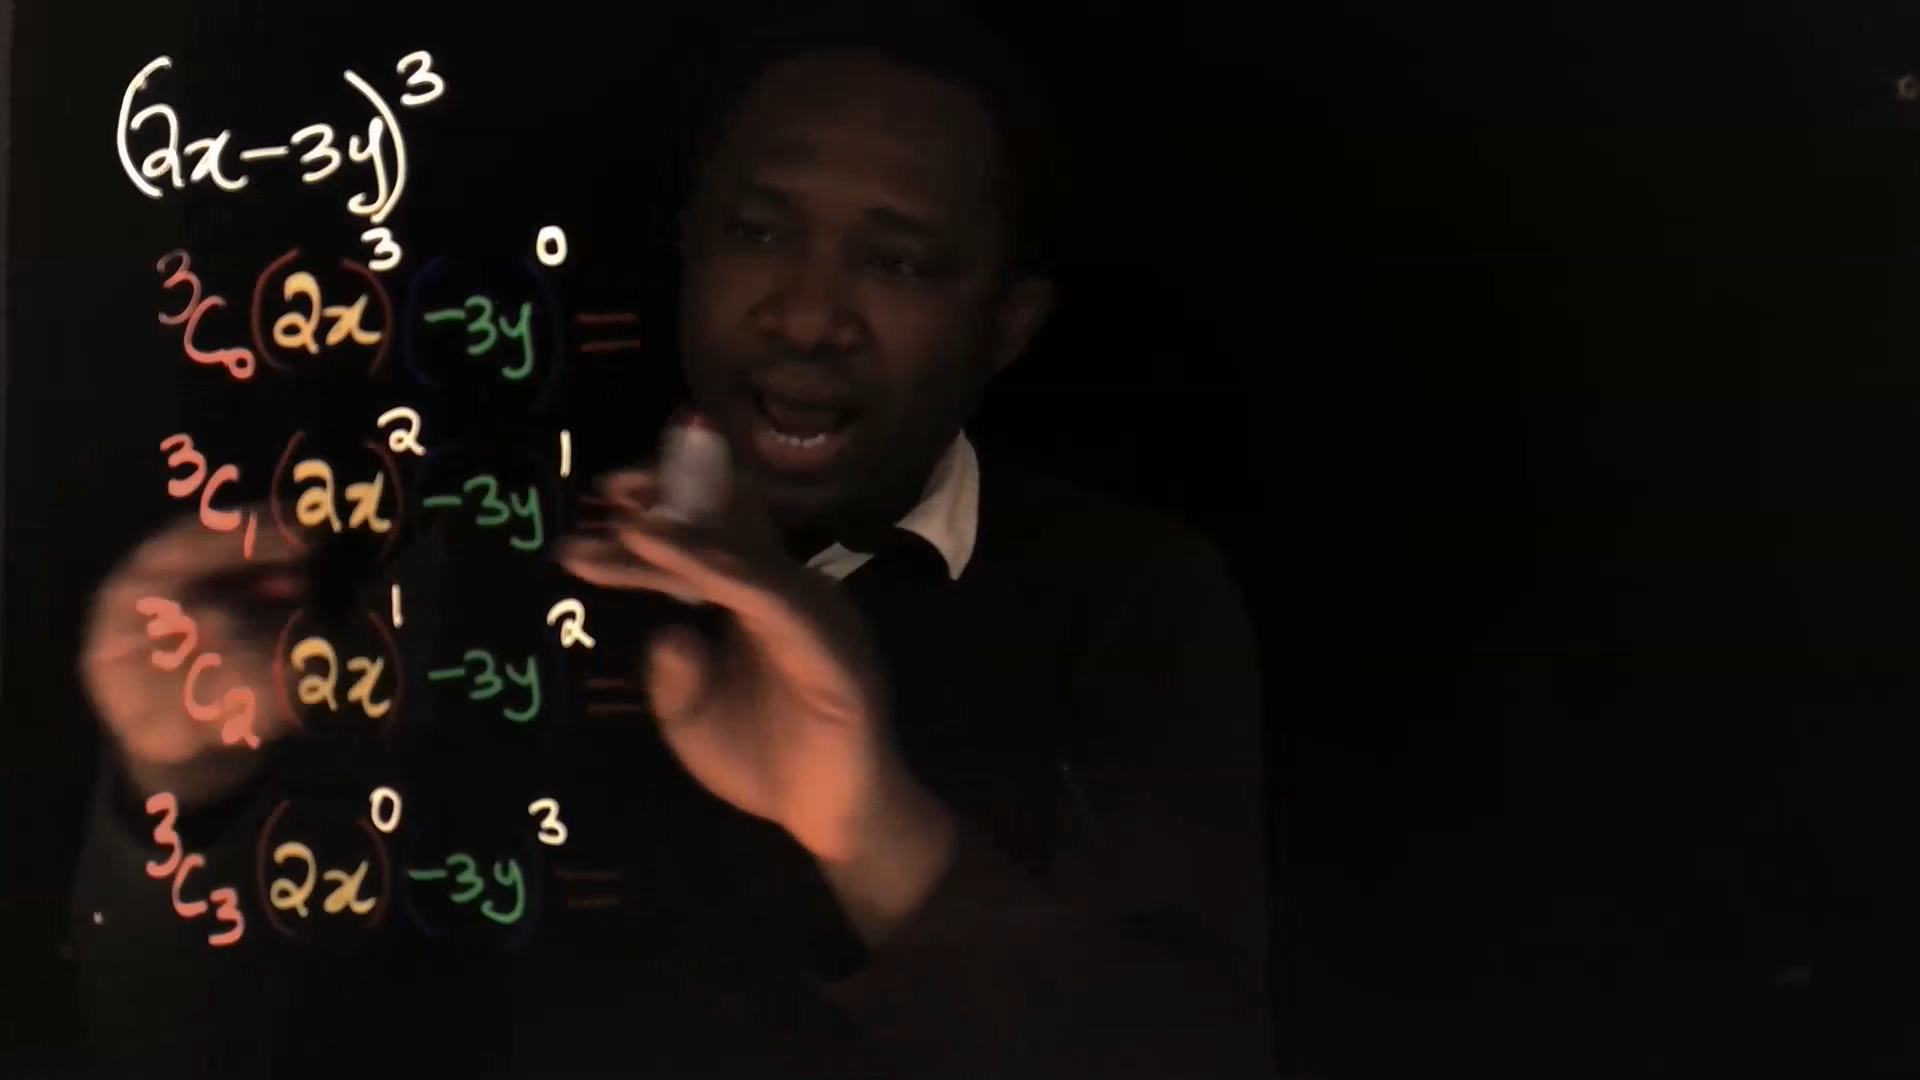 (2x-3y)³
³C₀(2x)³(-3y)⁰=
³C₁(2x)²(-3y)¹=
³C₂(2x)¹(-3y)²=
³C₃(2x)⁰(-3y)³=